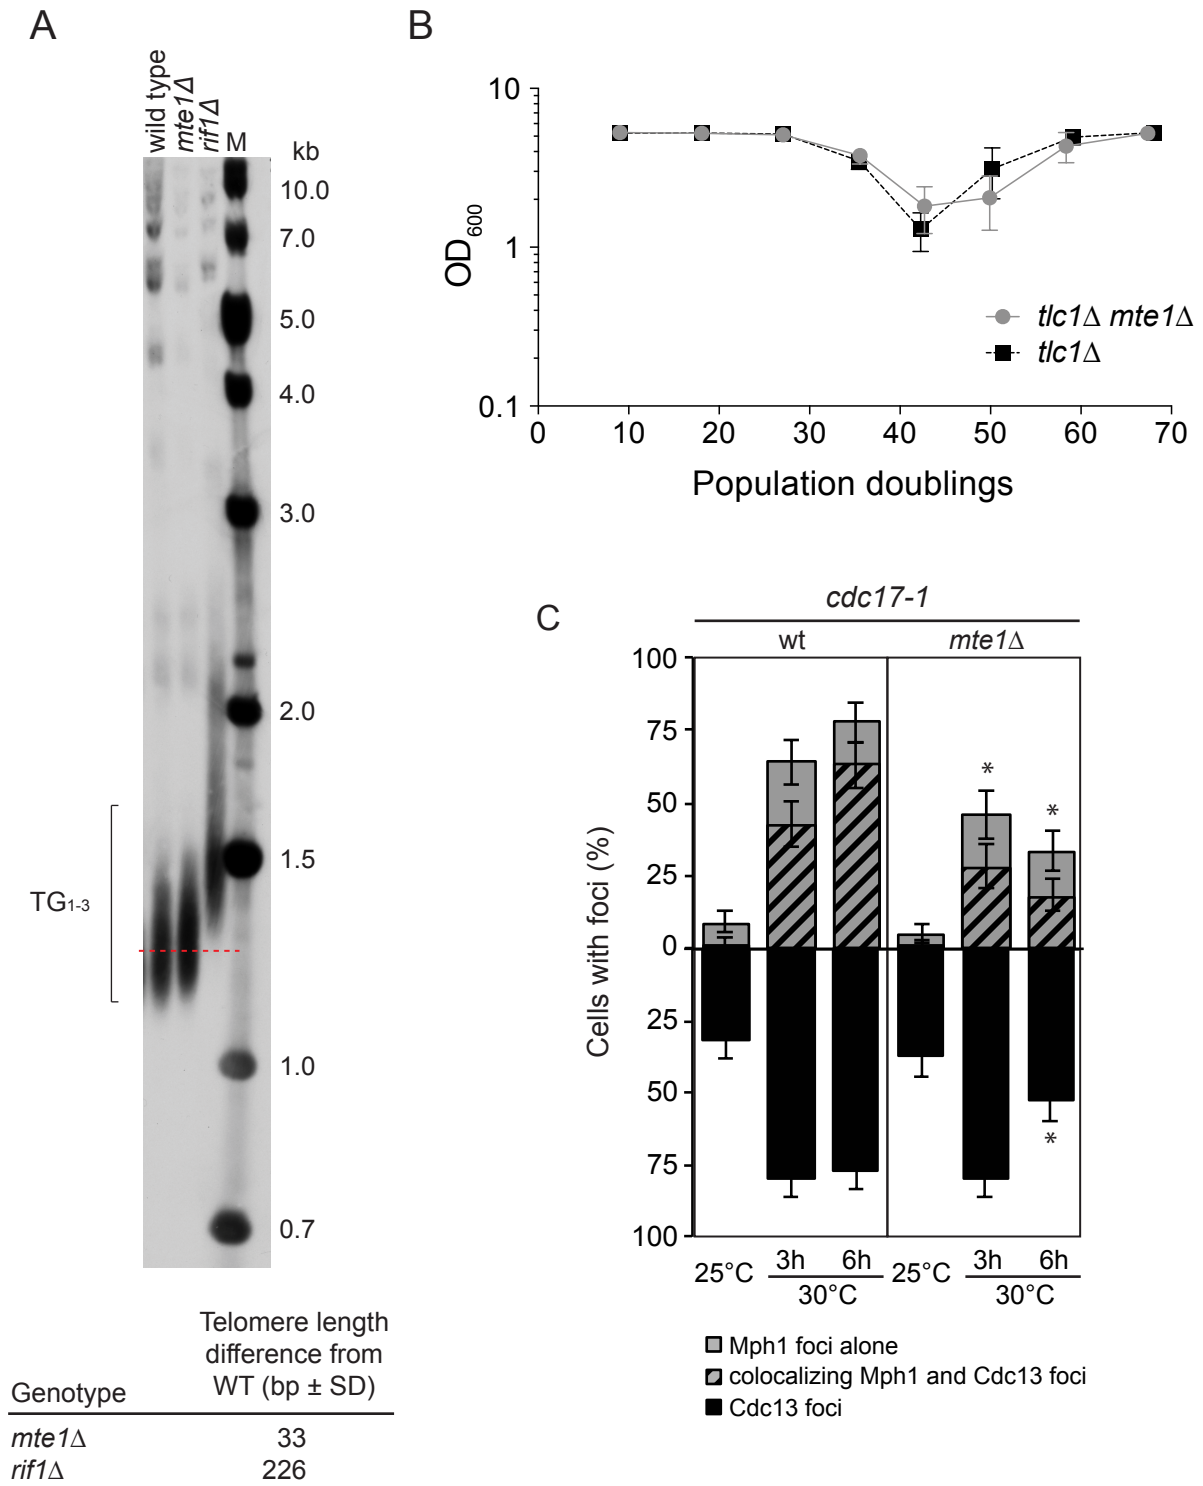 A
wild type
mte1Δ
rif1Δ
M
kb
10.0
7.0
5.0
4.0
3.0
2.0
1.5
1.0
0.7
TG1-3
Telomere length
difference from
WT (bp ± SD)
Genotype
mte1Δ 33
rif1Δ 226
B
10
1
0.1
OD600
0 10 20 30 40 50 60 70
Population doublings
tlc1Δ mte1Δ
tlc1Δ
C
cdc17-1
wt mte1Δ
100
75
50
25
0
25
50
75
100
Cells with foci (%)
* *
*
25°C 3h 6h 25°C 3h 6h
30°C 30°C
Mph1 foci alone
colocalizing Mph1 and Cdc13 foci
Cdc13 foci